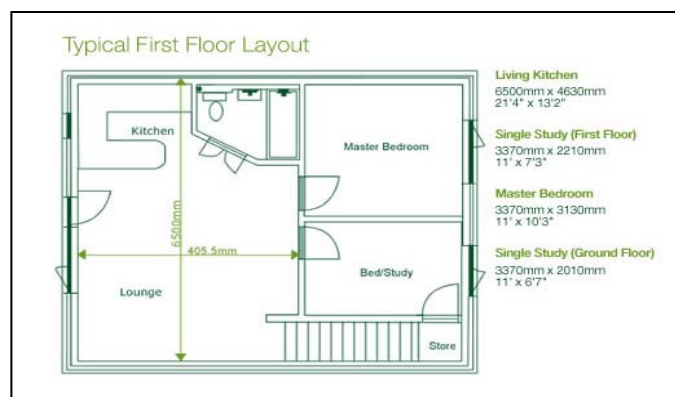 Typical First Floor Layout
Living Kitchen
6500mm x 4630mm
21'4" x 13'2"
Single Study (First Floor)
3370mm x 2210mm
11' x 7'3"
Master Bedroom
3370mm x 3130mm
11' x 10'3"
Single Study (Ground Floor)
3370mm x 2010mm
11' x 6'7"
Kitchen
Master Bedroom
6500mm
405.5mm
Bed/Study
Lounge
Store